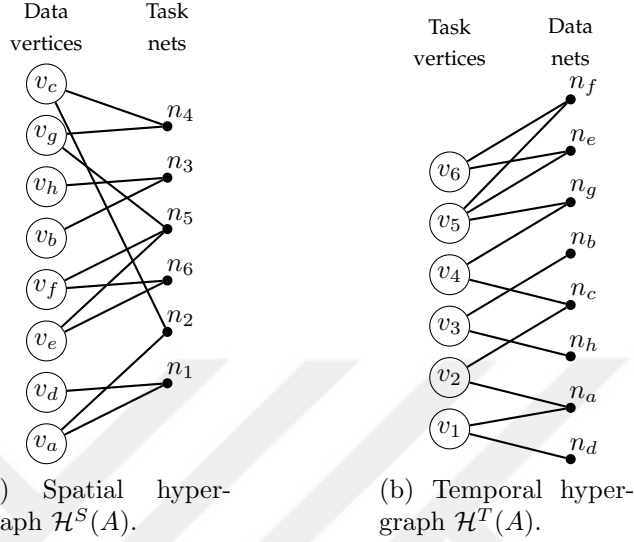 Data vertices
Task nets
v_c
n_4
v_g
n_3
v_h
n_5
v_b
n_6
v_f
n_2
v_e
n_1
v_d
v_a
) Spatial hyper-
aph H^S(A).
Task vertices
Data nets
n_f
n_e
v_6
n_g
v_5
n_b
v_4
n_c
v_3
n_h
v_2
n_a
v_1
n_d
(b) Temporal hyper-
graph H^T(A).